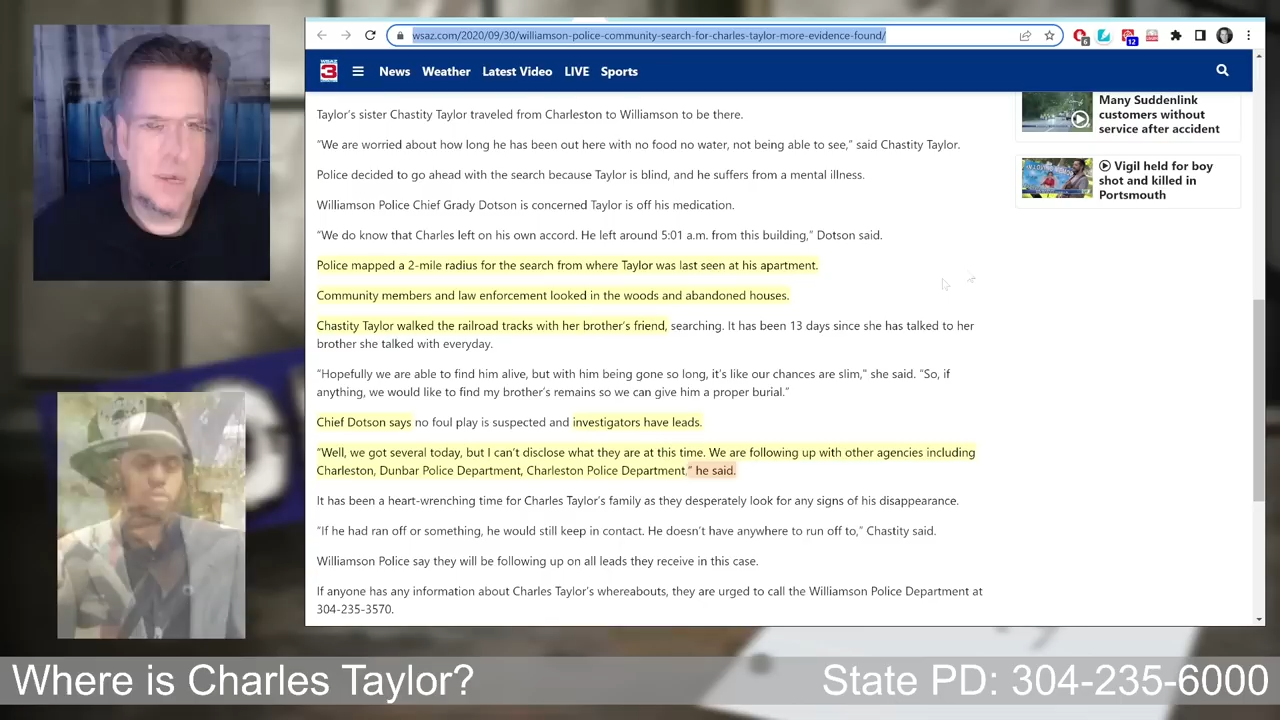 wsaz.com/2020/09/30/williamson-police-community-search-for-charles-taylor-more-evidence-found/
6
12
3
News Weather Latest Video LIVE Sports
Taylor's sister Chastity Taylor traveled from Charleston to Williamson to be there.
“We are worried about how long he has been out here with no food no water, not being able to see,” said Chastity Taylor.
Police decided to go ahead with the search because Taylor is blind, and he suffers from a mental illness.
Williamson Police Chief Grady Dotson is concerned Taylor is off his medication.
“We do know that Charles left on his own accord. He left around 5:01 a.m. from this building,” Dotson said.
Police mapped a 2-mile radius for the search from where Taylor was last seen at his apartment.
Community members and law enforcement looked in the woods and abandoned houses.
Chastity Taylor walked the railroad tracks with her brother’s friend, searching. It has been 13 days since she has talked to her
brother she talked with everyday.
“Hopefully we are able to find him alive, but with him being gone so long, it’s like our chances are slim," she said. “So, if
anything, we would like to find my brother’s remains so we can give him a proper burial.”
Chief Dotson says no foul play is suspected and investigators have leads.
“Well, we got several today, but I can’t disclose what they are at this time. We are following up with other agencies including
Charleston, Dunbar Police Department, Charleston Police Department,” he said.
It has been a heart-wrenching time for Charles Taylor’s family as they desperately look for any signs of his disappearance.
“If he had ran off or something, he would still keep in contact. He doesn’t have anywhere to run off to,” Chastity said.
Williamson Police say they will be following up on all leads they receive in this case.
If anyone has any information about Charles Taylor’s whereabouts, they are urged to call the Williamson Police Department at
304-235-3570.
Many Suddenlink
customers without
service after accident
Vigil held for boy
shot and killed in
Portsmouth
Where is Charles Taylor?
State PD: 304-235-6000